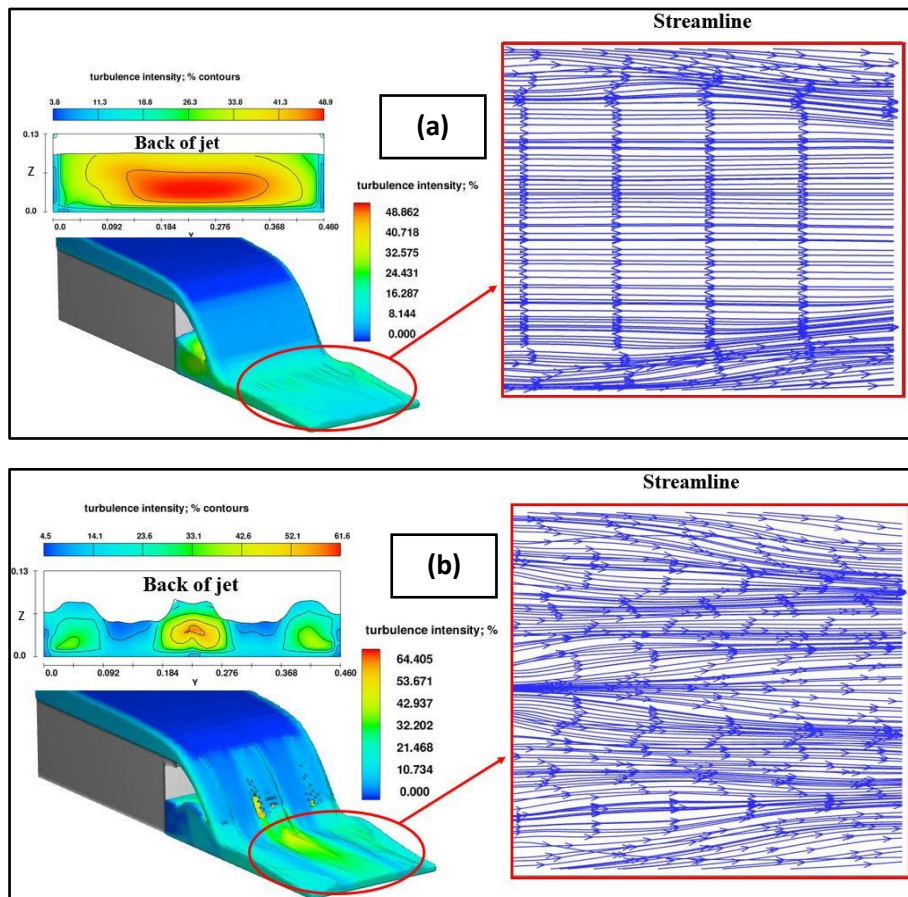 Streamline
turbulence intensity; % contours
3.8 11.3 18.8 26.3 33.8 41.3 48.9
(a)
0.13
Back of jet
Z
0.0
0.0 0.092 0.184 0.276 0.368 0.460
Y
turbulence intensity; %
48.862
40.718
32.575
24.431
16.287
8.144
0.000
Streamline
turbulence intensity; % contours
4.5 14.1 23.6 33.1 42.6 52.1 61.6
(b)
0.13
Back of jet
Z
0.0
0.0 0.092 0.184 0.276 0.368 0.460
Y
turbulence intensity; %
64.405
53.671
42.937
32.202
21.468
10.734
0.000